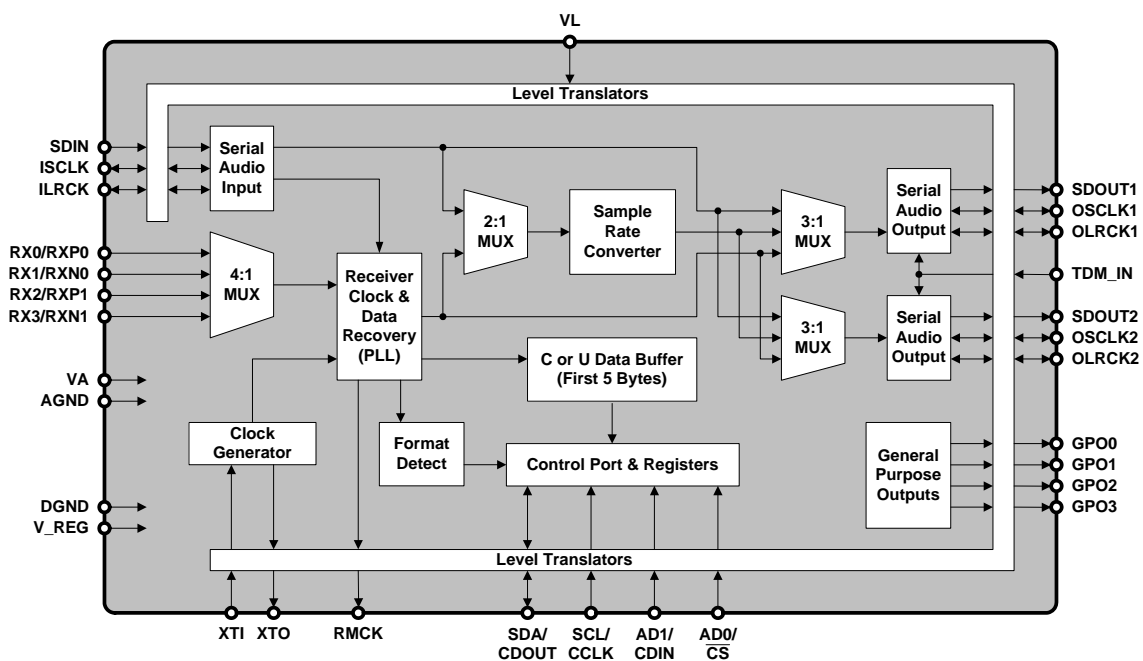 VL
Level Translators
SDIN
ISCLK
ILRCK
Serial
Audio
Input
2:1
MUX
Sample
Rate
Converter
3:1
MUX
Serial
Audio
Output
SDOUT1
OSCLK1
OLRCK1
RX0/RXP0
RX1/RXN0
RX2/RXP1
RX3/RXN1
4:1
MUX
Receiver
Clock &
Data
Recovery
(PLL)
TDM_IN
3:1
MUX
Serial
Audio
Output
SDOUT2
OSCLK2
OLRCK2
C or U Data Buffer
(First 5 Bytes)
VA
AGND
Clock
Generator
Format
Detect
Control Port & Registers
General
Purpose
Outputs
GPO0
GPO1
GPO2
GPO3
DGND
V_REG
Level Translators
XTI
XTO
RMCK
SDA/
CDOUT
SCL/
CCLK
AD1/
CDIN
AD0/
CS